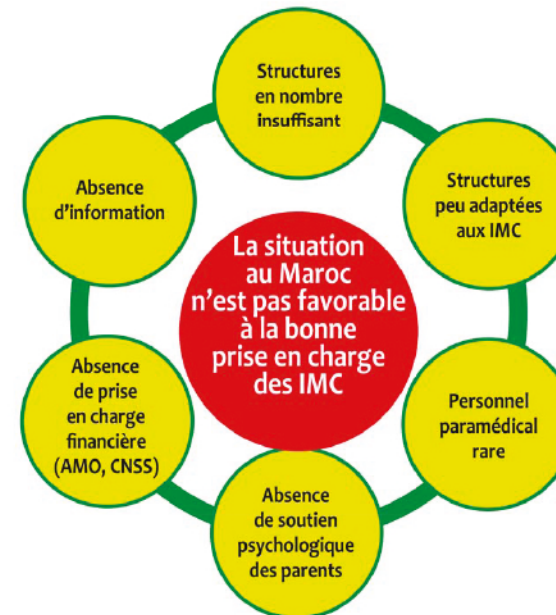 Structures
en nombre
insuffisant
Absence
d'information
Structures
peu adaptées
aux IMC
La situation
au Maroc
n'est pas favorable
à la bonne
prise en charge
des IMC
Absence
de prise
en charge
financière
(AMO, CNSS)
Personnel
paramédical
rare
Absence
de soutien
psychologique
des parents